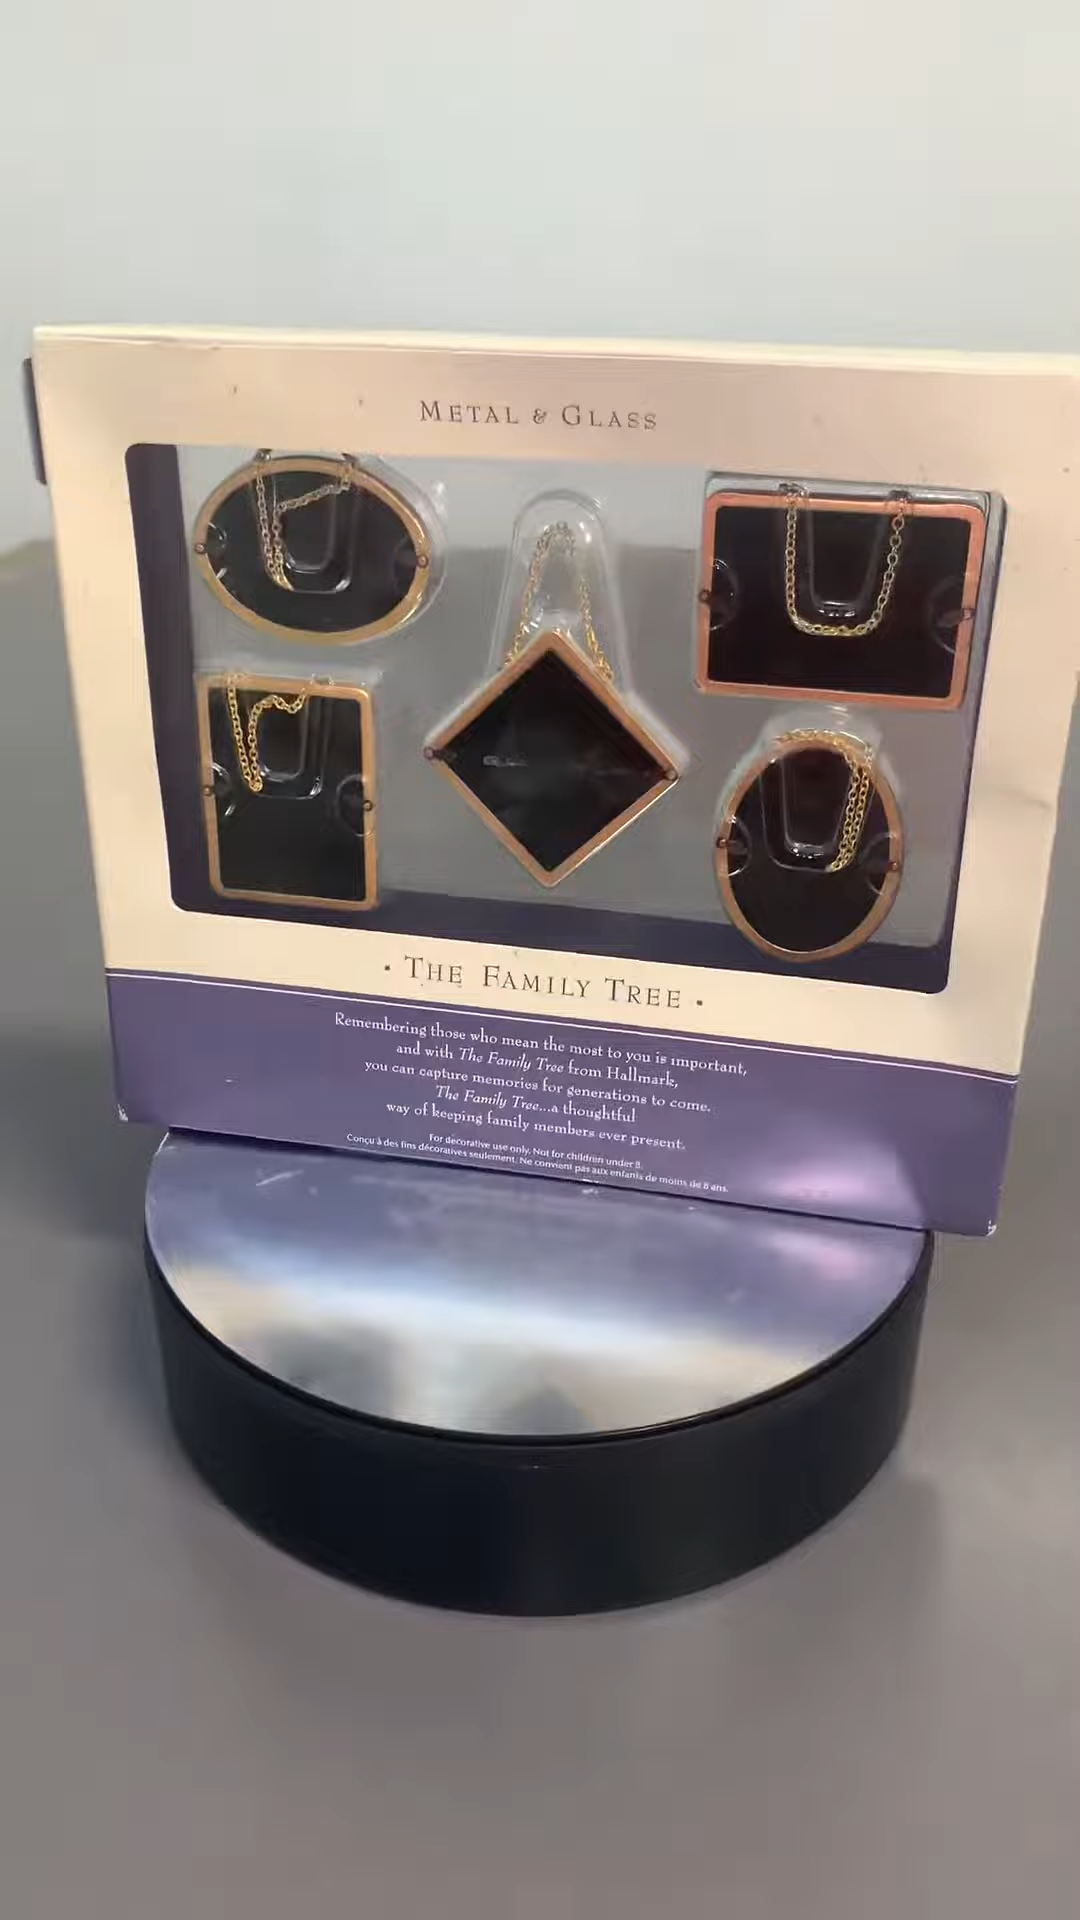 METAL & GLASS
• THE FAMILY TREE •
Remembering those who mean the most to you is important,
and with The Family Tree from Hallmark,
you can capture memories for generations to come.
The Family Tree...a thoughtful
way of keeping family members ever present.
For decorative use only. Not for children under 8.
Conçu à des fins décoratives seulement. Ne convient pas aux enfants de moins de 8 ans.